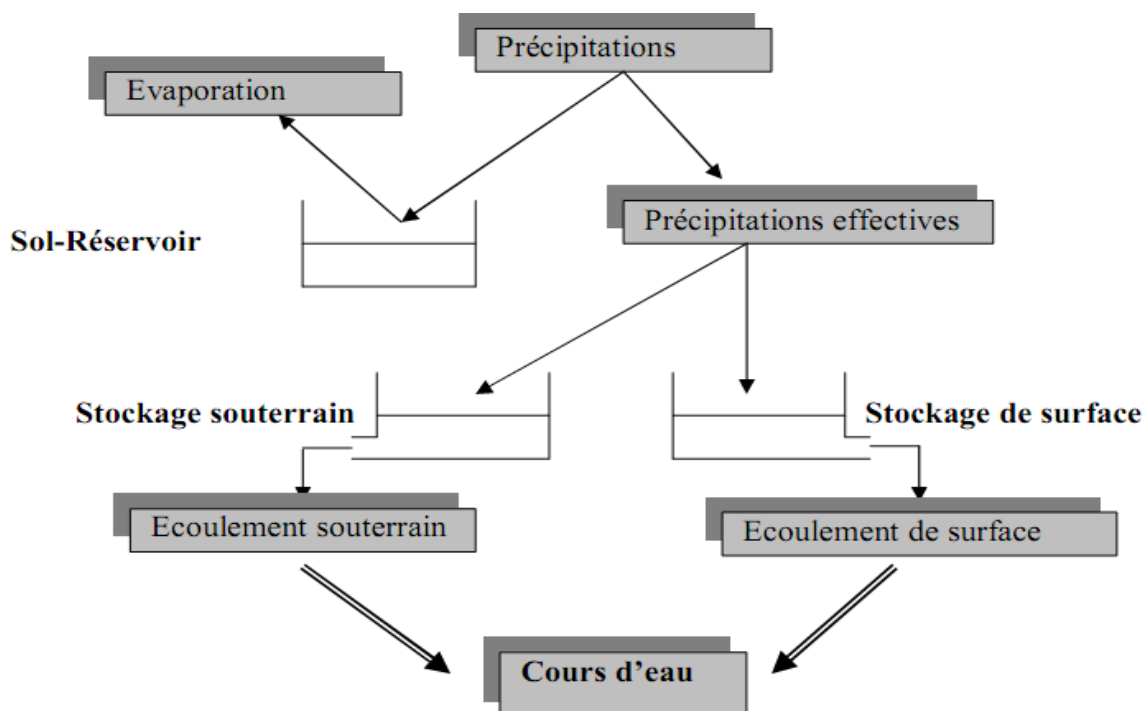 Précipitations
Evaporation
Précipitations effectives
Sol-Réservoir
Stockage souterrain
Stockage de surface
Ecoulement souterrain
Ecoulement de surface
Cours d’eau